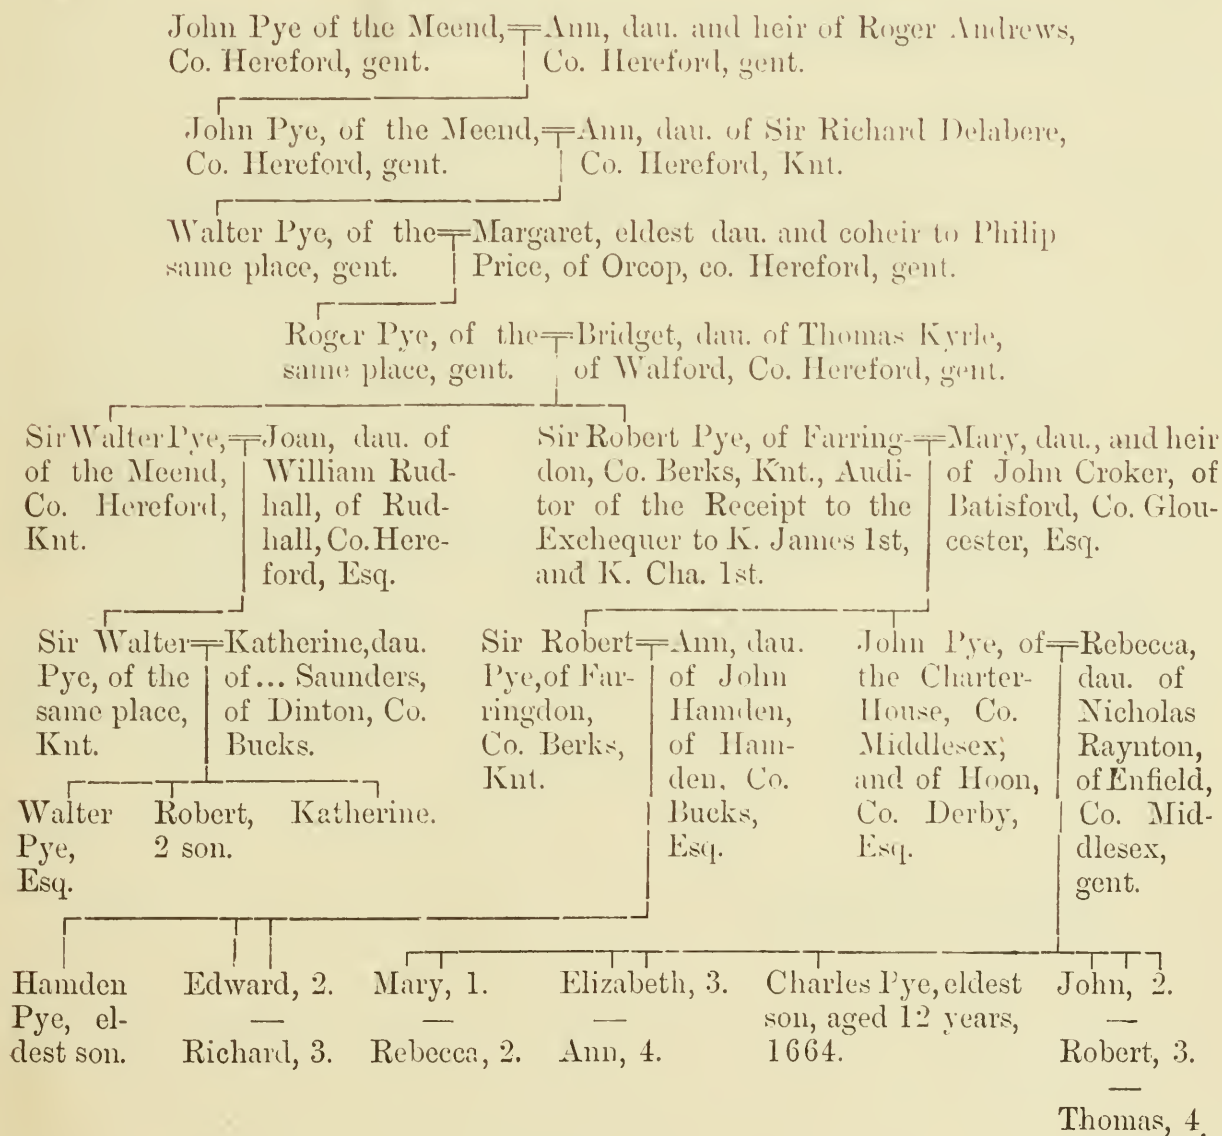 John Pye of the Meend,
Co. Hereford, gent.
Ann, dau. and heir of Roger Andrews,
Co. Hereford, gent.
John Pye, of the Meend,
Co. Hereford, gent.
Ann, dau. of Sir Richard Delabere,
Co. Hereford, Knt.
Walter Pye, of the
same place, gent.
Margaret, eldest dau. and coheir to Philip
Price, of Orcop, co. Hereford, gent.
Roger Pye, of the
same place, gent.
Bridget, dau. of Thomas Kyrle,
of Walford, Co. Hereford, gent.
Sir Walter Pye,
of the Meend,
Co. Hereford,
Knt.
Joan, dau. of
William Rud-
hall, of Rud-
hall, Co. Here-
ford, Esq.
Sir Robert Pye, of Farring-
don, Co. Berks, Knt., Audi-
tor of the Receipt to the
Exchequer to K. James 1st,
and K. Cha. 1st.
Mary, dau., and heir
of John Croker, of
Batisford, Co. Glou-
cester, Esq.
Sir Walter
Pye, of the
same place,
Knt.
Katherine, dau.
of... Saunders,
of Dinton, Co.
Bucks.
Sir Robert
Pye, of Far-
ringdon,
Co. Berks,
Knt.
Ann, dau.
of John
Hamden,
of Ham-
den, Co.
Bucks,
Esq.
John Pye, of
the Charter-
House, Co.
Middlesex;
and of Hoon,
Co. Derby,
Esq.
Rebecca,
dau. of
Nicholas
Raynton,
of Enfield,
Co. Mid-
dlesex,
gent.
Walter
Pye,
Esq.
Robert,
2 son.
Katherine.
Hamden
Pye, el-
dest son.
Edward, 2.
—
Richard, 3.
Mary, 1.
—
Rebecca, 2.
Elizabeth, 3.
—
Ann, 4.
Charles Pye, eldest
son, aged 12 years,
1664.
John, 2.
—
Robert, 3.
—
Thomas, 4.